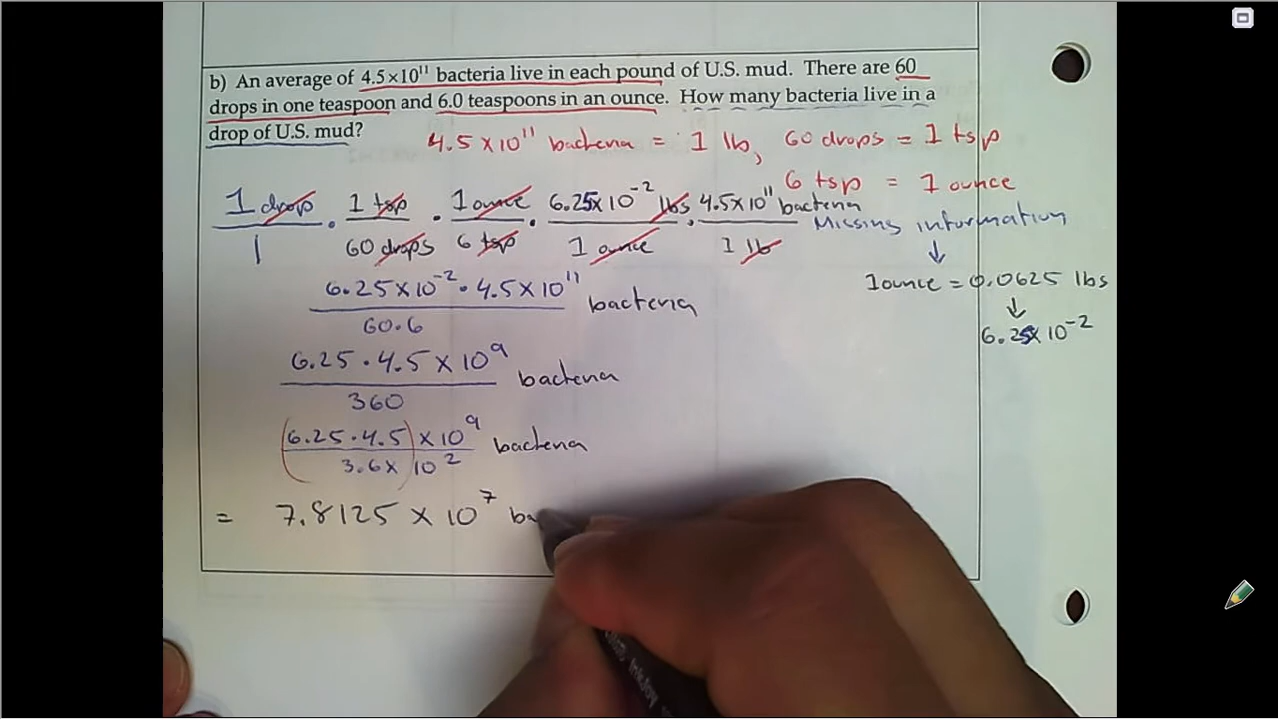 b) An average of 4.5×10¹¹ bacteria live in each pound of U.S. mud. There are 60
drops in one teaspoon and 6.0 teaspoons in an ounce. How many bacteria live in a
drop of U.S. mud?
4.5 x 10¹¹ bacteria = 1 lb, 60 drops = 1 tsp
6 tsp = 1 ounce
1 drop / 1 · 1 tsp / 60 drops · 1 ounce / 6 tsp · 6.25x10⁻² lbs / 1 ounce · 4.5x10¹¹ bacteria / 1 lb
Missing information
↓
1 ounce = 0.0625 lbs
↓
6.25x 10⁻²
6.25 x 10⁻² · 4.5 x 10¹¹ / 60·6 bacteria
6.25 · 4.5 x 10⁹ / 360 bacteria
(6.25 · 4.5) x 10⁹ / 3.6x 10² bacteria
= 7.8125 x 10⁷ ba